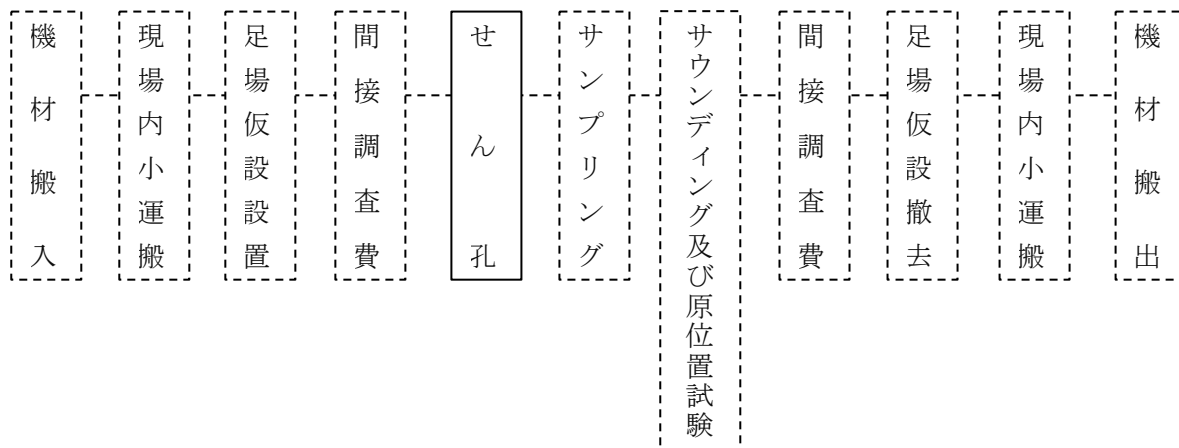 機材搬入
現場内小運搬
足場仮設設置
間接調査費
せん孔
サンプリング
サウンディング及び原位置試験
間接調査費
足場仮設撤去
現場内小運搬
機材搬出